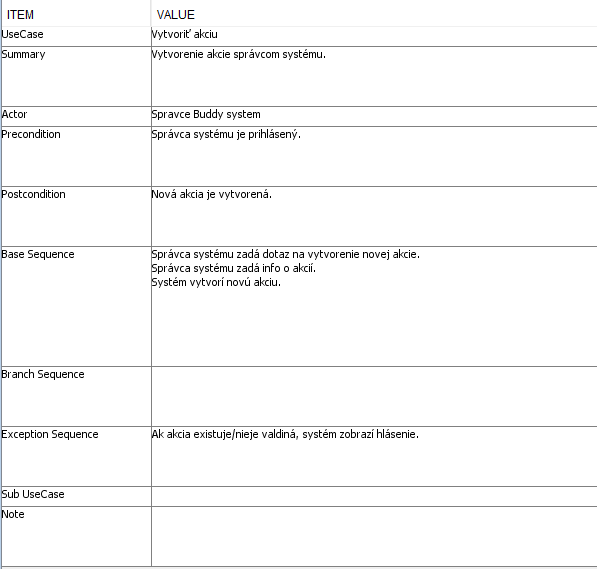 ITEM VALUE
UseCase Vytvoriť akciu
Summary Vytvorenie akcie správcom systému.
Actor Spravce Buddy system
Precondition Správca systému je prihlásený.
Postcondition Nová akcia je vytvorená.
Base Sequence Správca systému zadá dotaz na vytvorenie novej akcie.
Správca systému zadá info o akcií.
Systém vytvorí novú akciu.
Branch Sequence
Exception Sequence Ak akcia existuje/nieje valdiná, systém zobrazí hlásenie.
Sub UseCase
Note